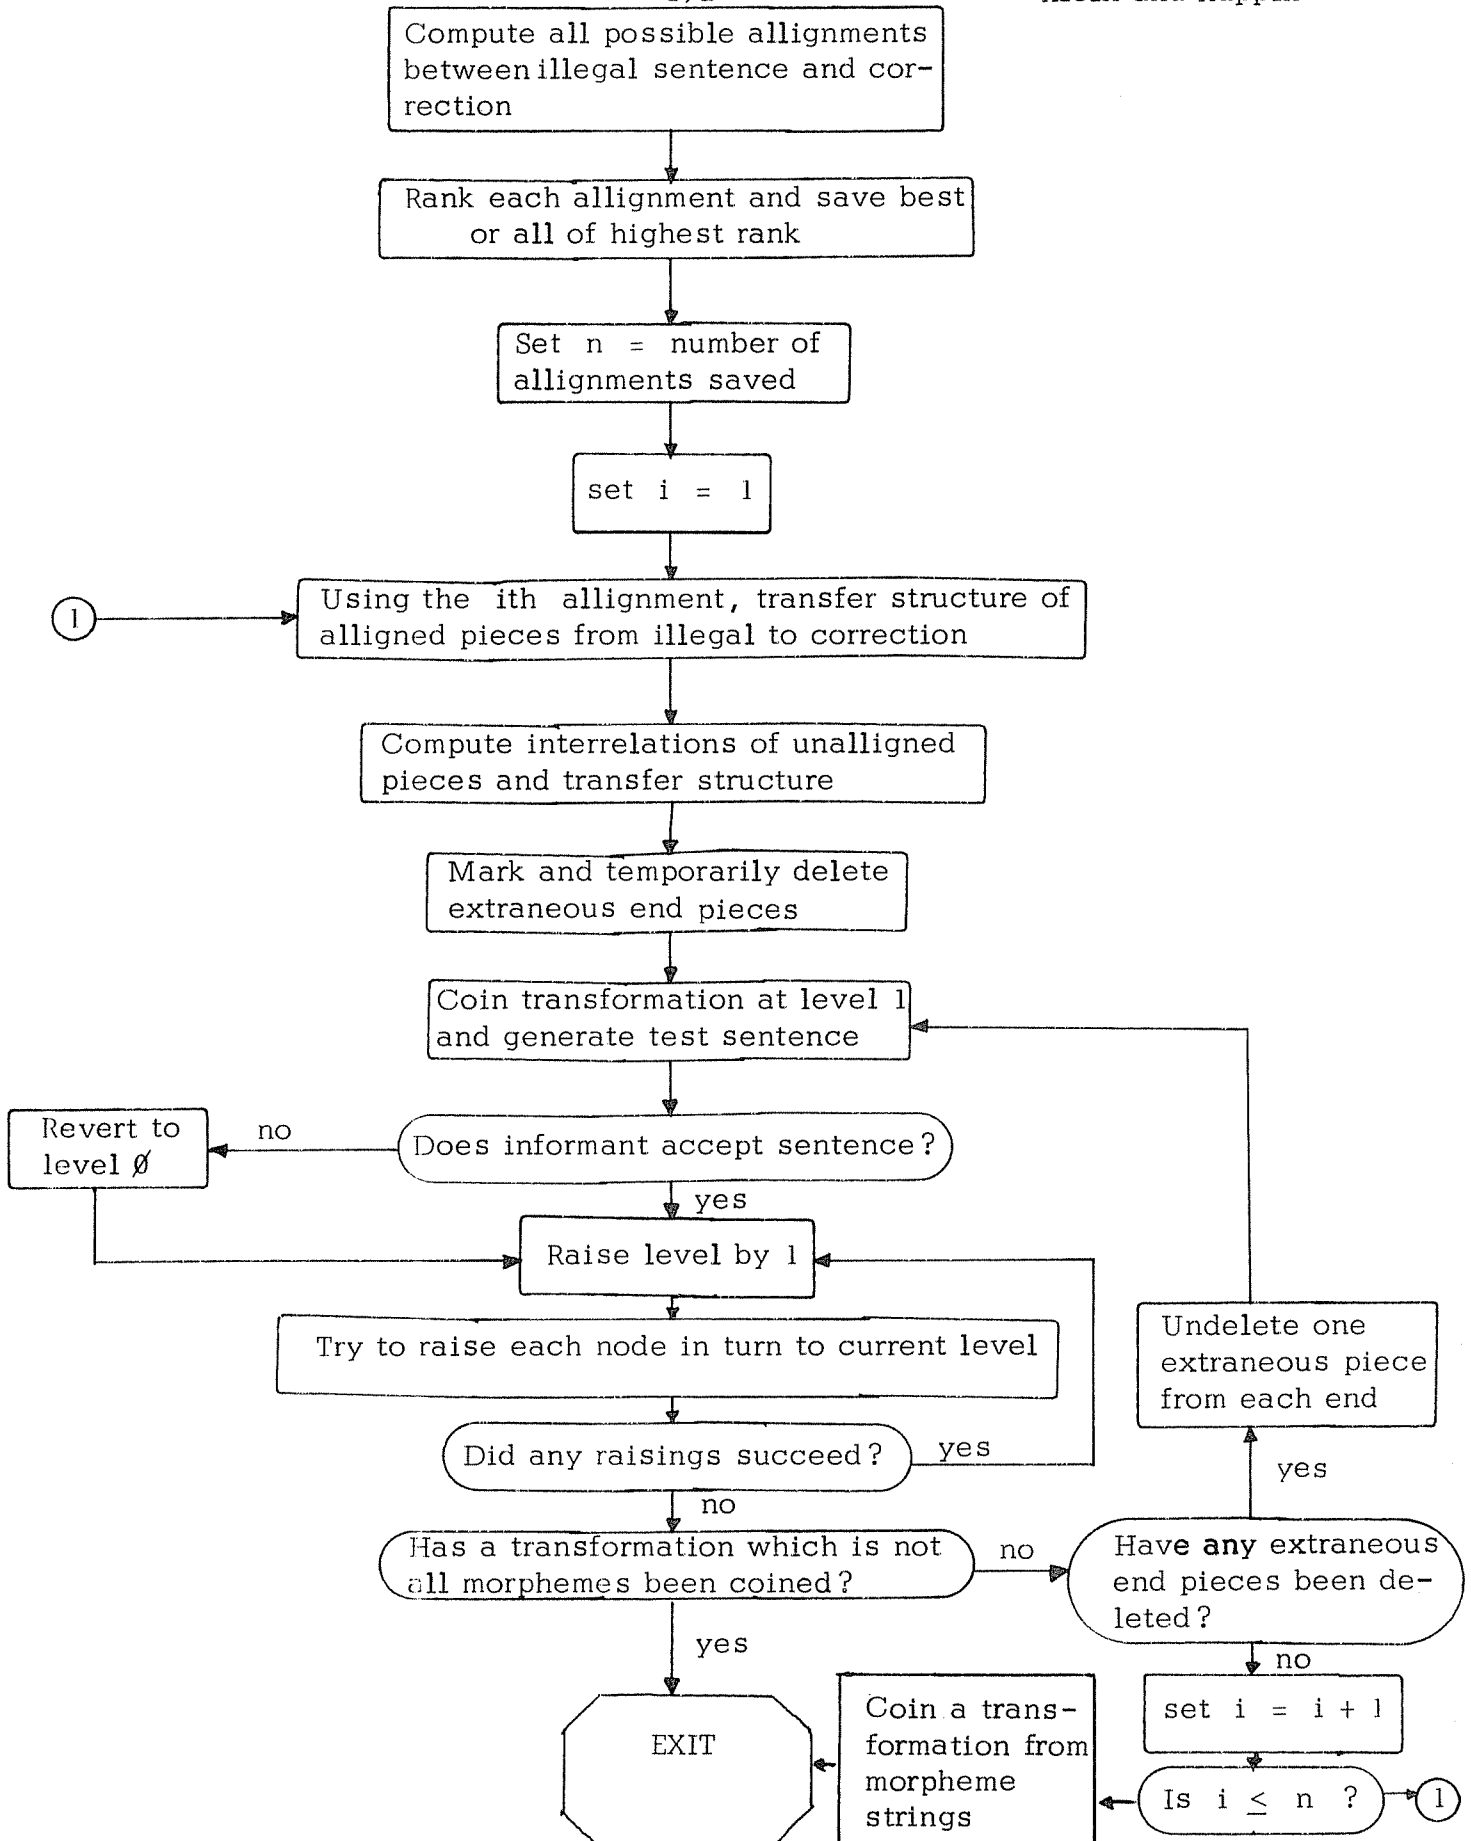 Compute all possible allignments
between illegal sentence and cor-
rection
Rank each allignment and save best
or all of highest rank
Set n = number of
allignments saved
set i = 1
1
Using the ith allignment, transfer structure of
alligned pieces from illegal to correction
Compute interrelations of unalligned
pieces and transfer structure
Mark and temporarily delete
extraneous end pieces
Coin transformation at level 1
and generate test sentence
Revert to
level Ø
no
Does informant accept sentence?
yes
Raise level by 1
Try to raise each node in turn to current level
Undelete one
extraneous piece
from each end
Did any raisings succeed?
yes
yes
no
Has a transformation which is not
all morphemes been coined?
no
Have any extraneous
end pieces been de-
leted?
yes
no
set i = i + 1
EXIT
Coin a trans-
formation from
morpheme
strings
Is i ≤ n ?
1